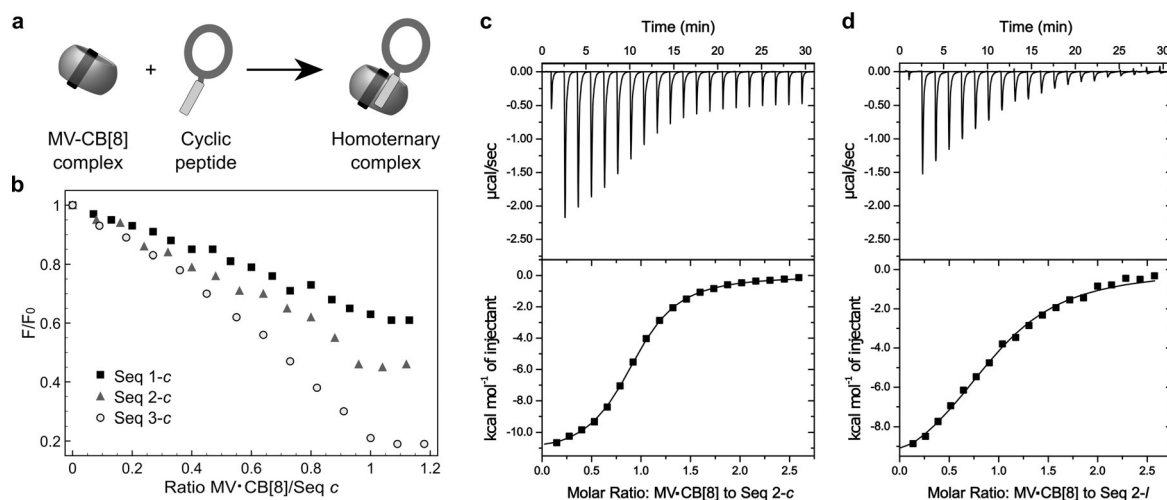 a
MV-CB[8]
complex
+
Cyclic
peptide
Homoternary
complex
b
F/F0
1
0.8
0.6
0.4
0.2
Seq 1-c
Seq 2-c
Seq 3-c
0 0.2 0.4 0.6 0.8 1 1.2
Ratio MV·CB[8]/Seq c
c
Time (min)
0 5 10 15 20 25 30
µcal/sec
0.00
-0.50
-1.00
-1.50
-2.00
-2.50
kcal mol-1 of injectant
0.0
-2.0
-4.0
-6.0
-8.0
-10.0
0.0 0.5 1.0 1.5 2.0 2.5
Molar Ratio: MV·CB[8] to Seq 2-c
d
Time (min)
0 5 10 15 20 25 30
µcal/sec
0.00
-0.50
-1.00
-1.50
-2.00
-2.50
kcal mol-1 of injectant
0.0
-2.0
-4.0
-6.0
-8.0
0.0 0.5 1.0 1.5 2.0 2.5
Molar Ratio: MV·CB[8] to Seq 2-l